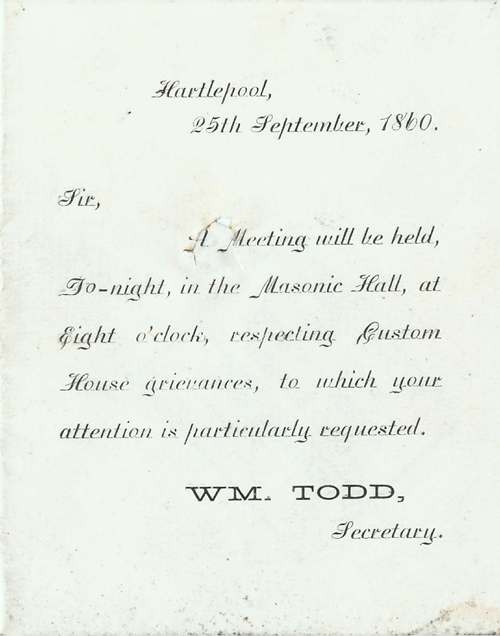 Hartlepool,
25th September, 1860.
Sir,
A Meeting will be held,
To-night, in the Masonic Hall, at
Eight o'clock, respecting Custom
House grievances, to which your
attention is particularly requested.
WM. TODD,
Secretary.